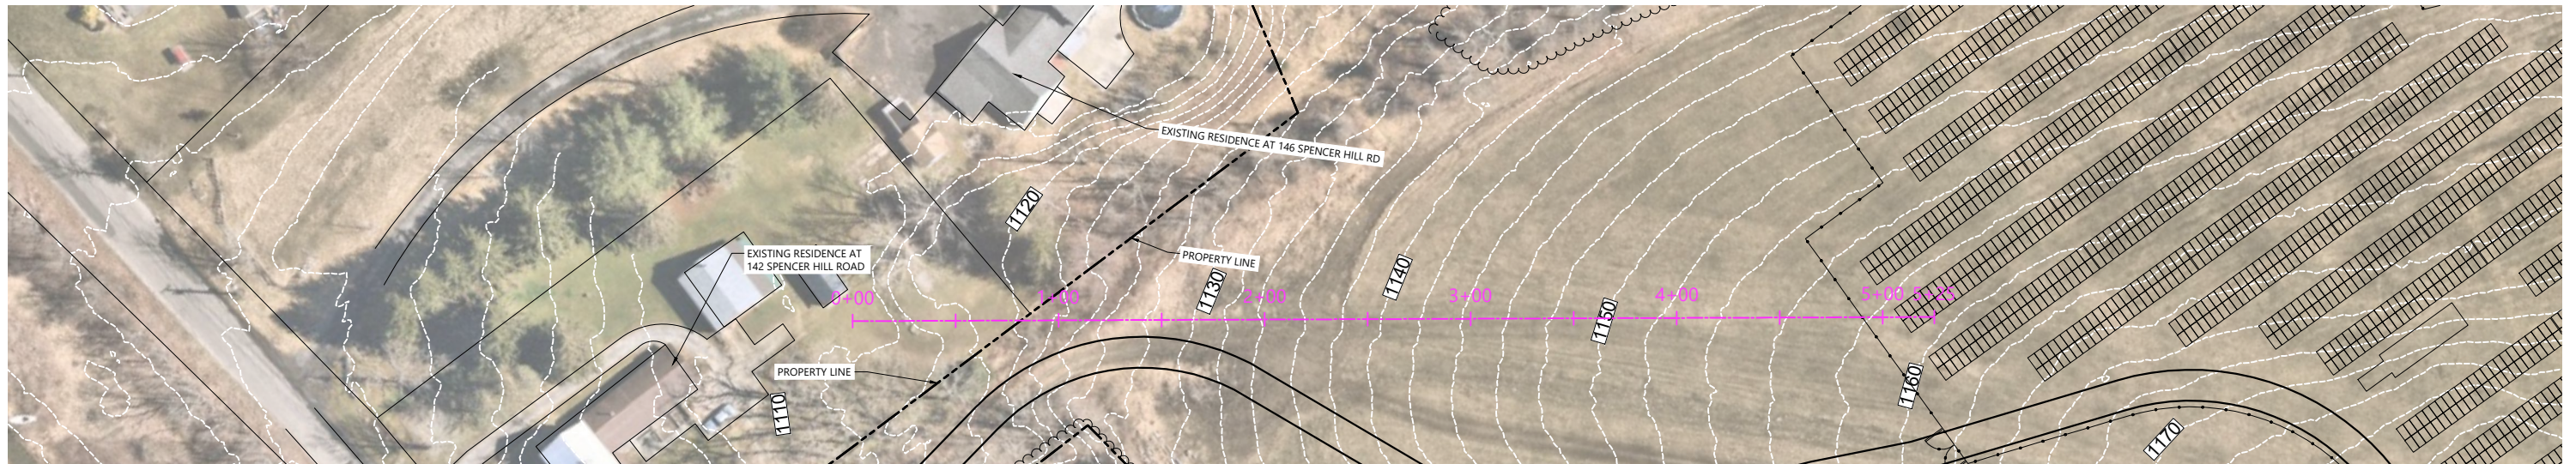 EXISTING RESIDENCE AT 146 SPENCER HILL RD
1120
EXISTING RESIDENCE AT
142 SPENCER HILL ROAD
PROPERTY LINE
1130
1140
0+00
1+00
2+00
3+00
4+00
5+00
5+25
1150
PROPERTY LINE
1110
1160
1170